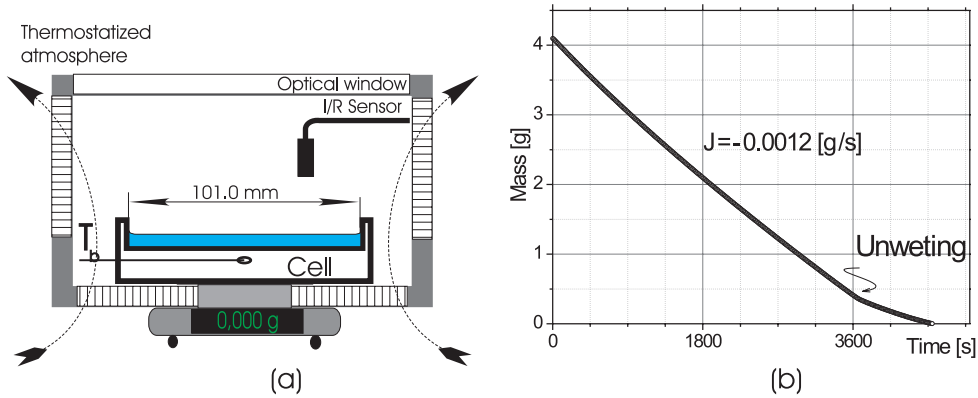 Thermostatized
atmosphere
Optical window
I/R Sensor
101.0 mm
T
b
Cell
0,000 g
(a)
Mass [g]
4
3
2
1
0
J=-0.0012 [g/s]
Unweting
0
1800
3600
Time [s]
(b)